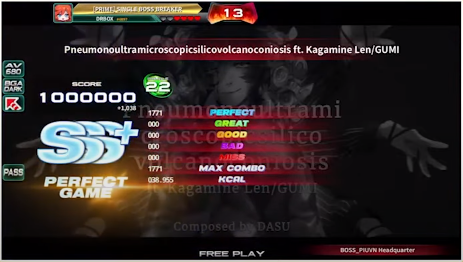 [PRIME] SINGLE BOSS BREAKER
DRBOX
13
Pneumonoultramicroscopicsilicovolcanoconiosis ft. Kagamine Len/GUMI
AV
680
BGA
DARK
SCORE
1000000
+1,038
22
SSS+
PERFECT
GAME
PASS
1771 PERFECT
000 GREAT
000 GOOD
000 BAD
000 MISS
1771 MAX COMBO
038.955 KCAL
Pneumonoultrami
croscopicsilico
volcanoconiosis
Kagamine Len/GUMI
Composed by DASU
FREE PLAY
BOSS_PIUVN Headquarter